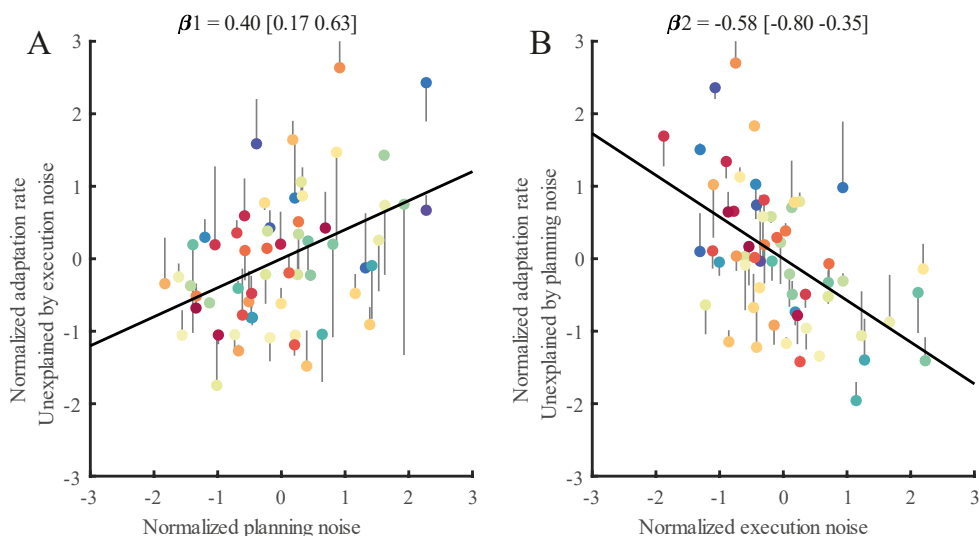 β1 = 0.40 [0.17 0.63]
A
Normalized adaptation rate
Unexplained by execution noise
3
2
1
0
-1
-2
-3
-3
-2
-1
0
1
2
3
Normalized planning noise
β2 = -0.58 [-0.80 -0.35]
B
Normalized adaptation rate
Unexplained by planning noise
3
2
1
0
-1
-2
-3
-3
-2
-1
0
1
2
3
Normalized execution noise